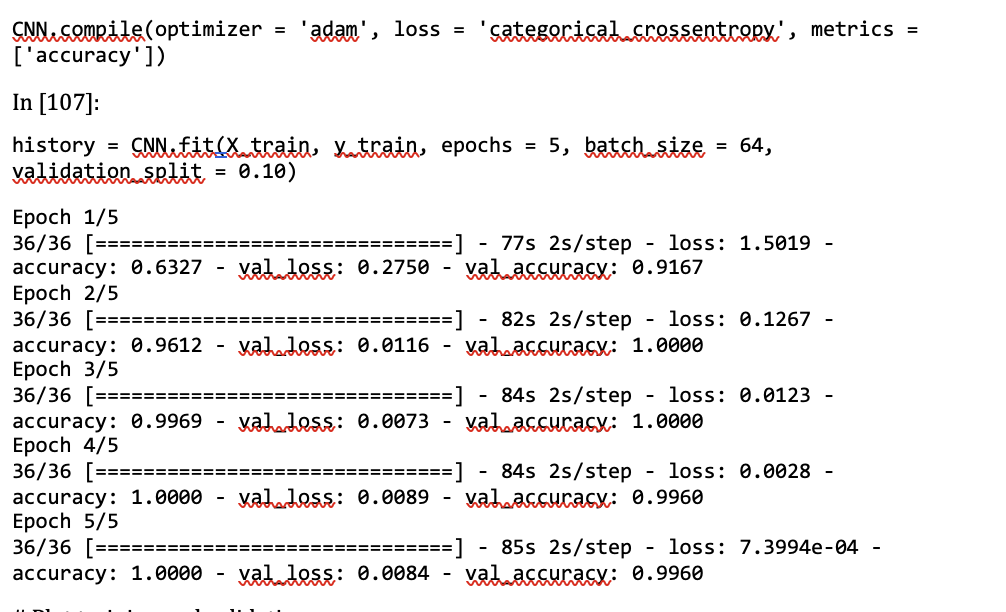 CNN.compile(optimizer = 'adam', loss = 'categorical_crossentropy', metrics =
['accuracy'])
In [107]:
history = CNN.fit(X_train, y_train, epochs = 5, batch_size = 64,
validation_split = 0.10)
Epoch 1/5
36/36 [==============================] - 77s 2s/step - loss: 1.5019 -
accuracy: 0.6327 - val_loss: 0.2750 - val_accuracy: 0.9167
Epoch 2/5
36/36 [==============================] - 82s 2s/step - loss: 0.1267 -
accuracy: 0.9612 - val_loss: 0.0116 - val_accuracy: 1.0000
Epoch 3/5
36/36 [==============================] - 84s 2s/step - loss: 0.0123 -
accuracy: 0.9969 - val_loss: 0.0073 - val_accuracy: 1.0000
Epoch 4/5
36/36 [==============================] - 84s 2s/step - loss: 0.0028 -
accuracy: 1.0000 - val_loss: 0.0089 - val_accuracy: 0.9960
Epoch 5/5
36/36 [==============================] - 85s 2s/step - loss: 7.3994e-04 -
accuracy: 1.0000 - val_loss: 0.0084 - val_accuracy: 0.9960